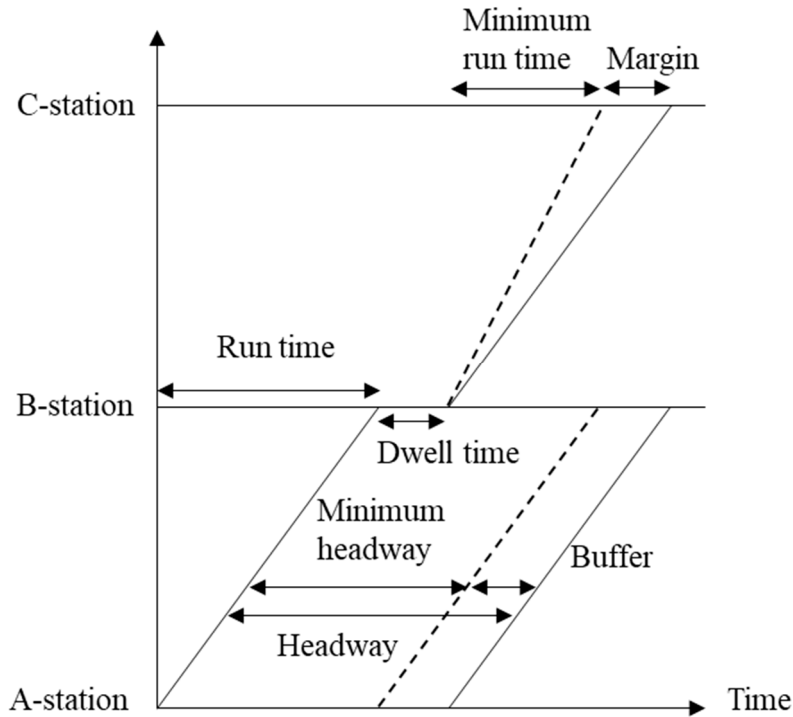 Minimum
run time
Margin
C-station
Run time
B-station
Dwell time
Minimum
headway
Buffer
Headway
A-station
Time